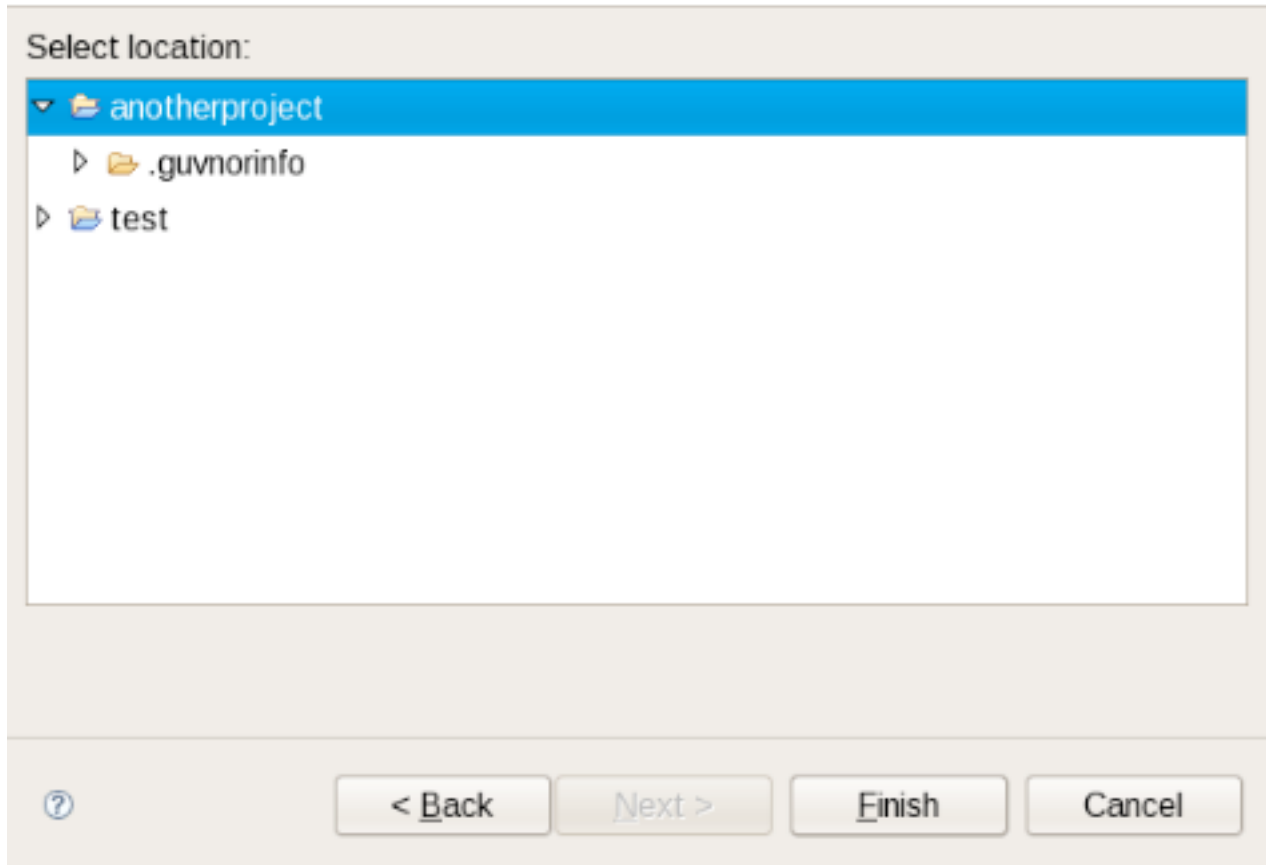 Select location:
anotherproject
.guvnorinfo
test
? < Back Next > Finish Cancel